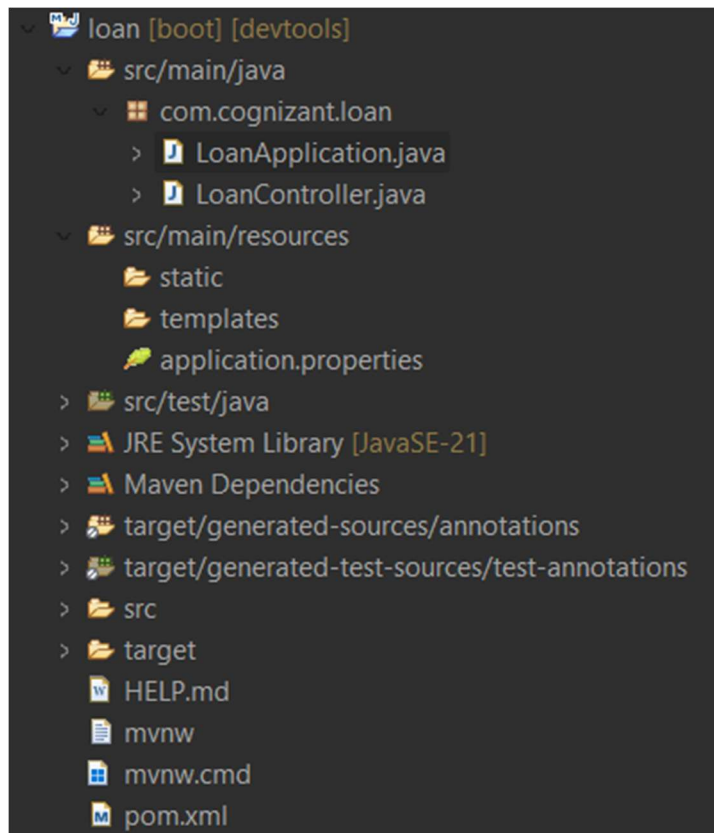 loan [boot] [devtools]
src/main/java
com.cognizant.loan
LoanApplication.java
LoanController.java
src/main/resources
static
templates
application.properties
src/test/java
JRE System Library [JavaSE-21]
Maven Dependencies
target/generated-sources/annotations
target/generated-test-sources/test-annotations
src
target
HELP.md
mvnw
mvnw.cmd
pom.xml